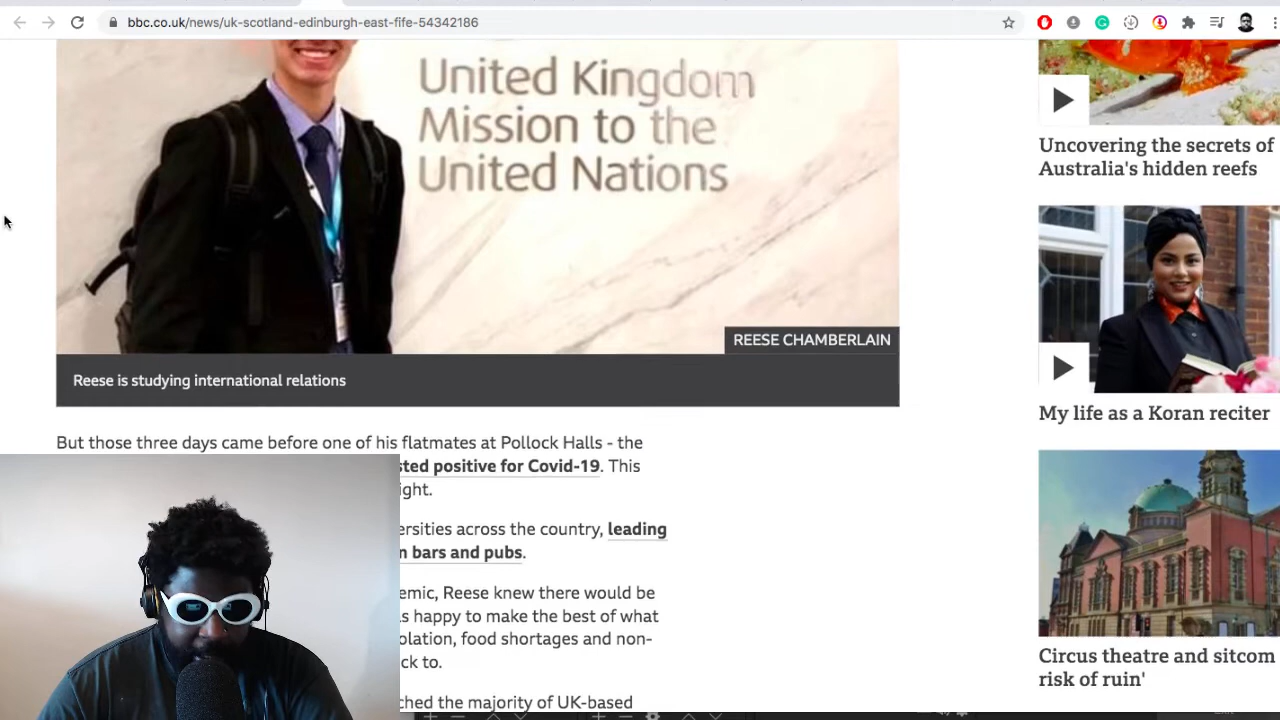 bbc.co.uk/news/uk-scotland-edinburgh-east-fife-54342186
United Kingdom
Mission to the
United Nations
REESE CHAMBERLAIN
Reese is studying international relations
But those three days came before one of his flatmates at Pollock Halls - the
sted positive for Covid-19. This
ight.
ersities across the country, leading
n bars and pubs.
emic, Reese knew there would be
s happy to make the best of what
olation, food shortages and non-
ck to.
ched the majority of UK-based
Uncovering the secrets of
Australia's hidden reefs
My life as a Koran reciter
Circus theatre and sitcom
risk of ruin'